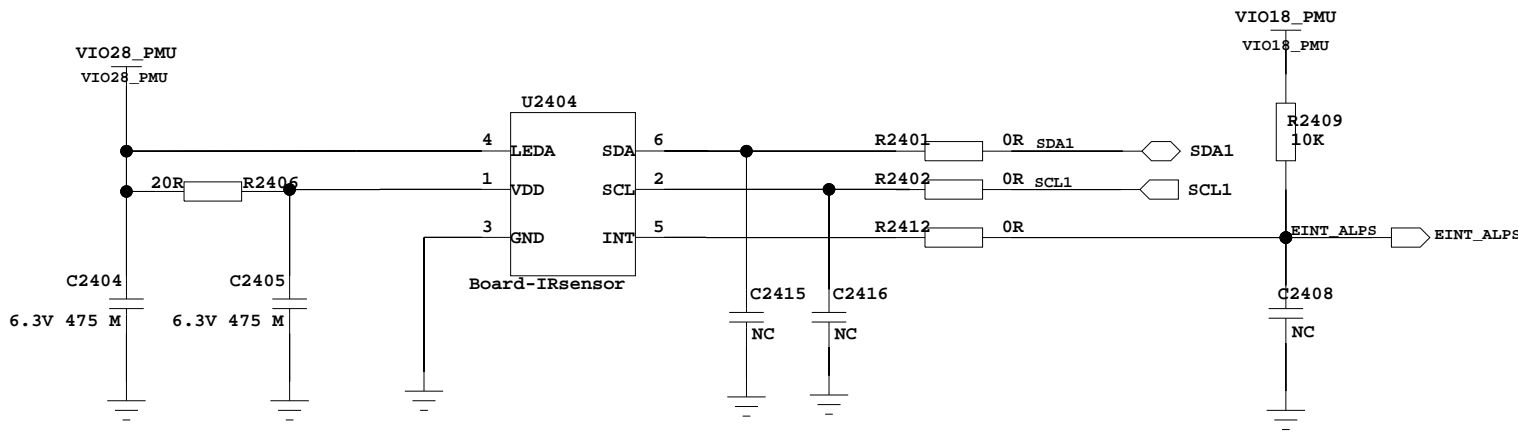 VIO28_PMU
VIO28_PMU
VIO18_PMU
VIO18_PMU
U2404
4
LEDA
SDA
6
R2401
0R
SDA1
SDA1
R2409
10K
20R
R2406
1
VDD
SCL
2
R2402
0R
SCL1
SCL1
3
GND
INT
5
R2412
0R
EINT_ALPS
EINT_ALPS
Board-IRsensor
C2404
6.3V 475 M
C2405
6.3V 475 M
C2415
NC
C2416
NC
C2408
NC